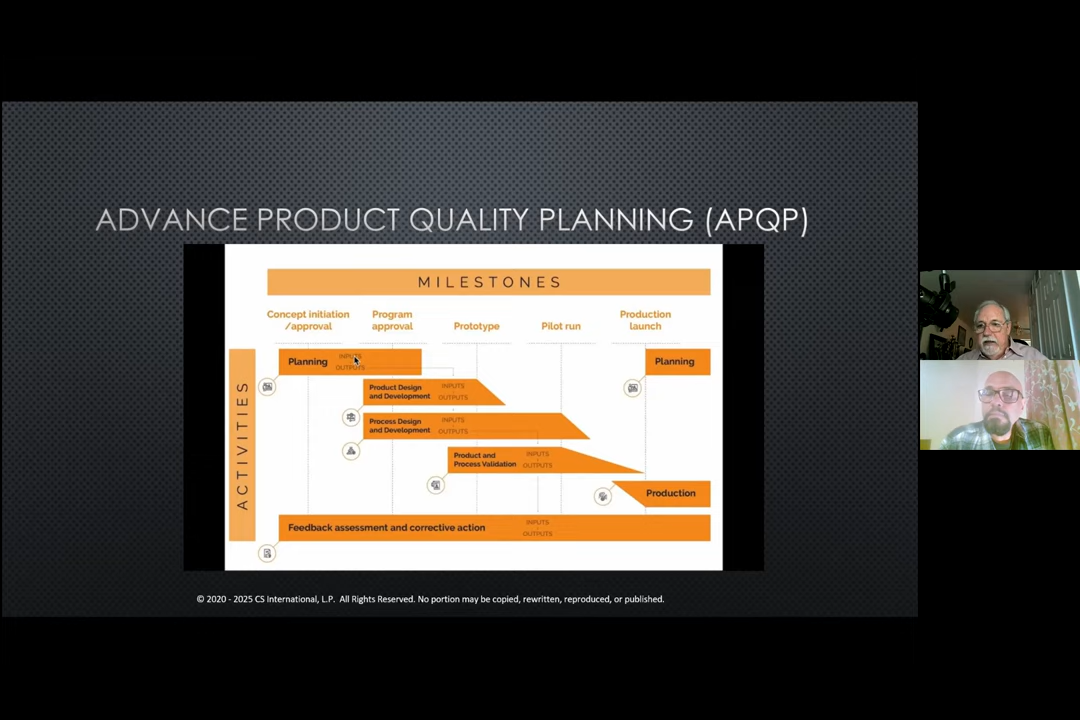 ADVANCE PRODUCT QUALITY PLANNING (APQP)
MILESTONES
Concept initiation
/approval
Program
approval
Prototype
Pilot run
Production
launch
ACTIVITIES
Planning
INPUTS
OUTPUTS
Planning
Product Design
and Development
INPUTS
OUTPUTS
Process Design
and Development
INPUTS
OUTPUTS
Product and
Process Validation
INPUTS
OUTPUTS
Production
Feedback assessment and corrective action
INPUTS
OUTPUTS
© 2020 - 2025 CS International, L.P. All Rights Reserved. No portion may be copied, rewritten, reproduced, or published.